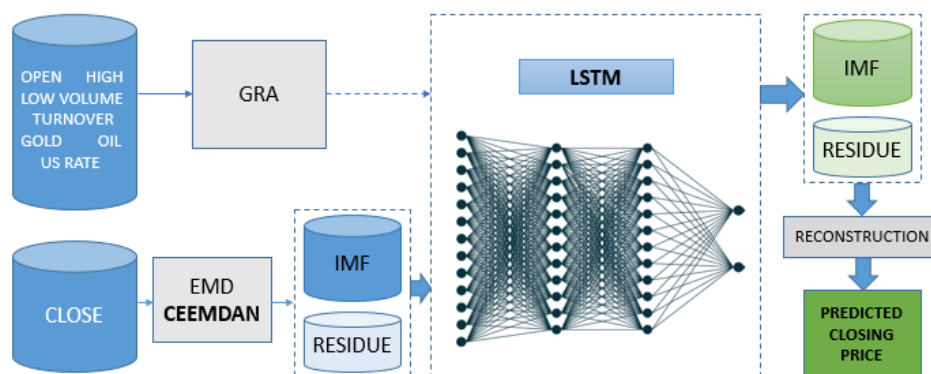 OPEN HIGH
LOW VOLUME
TURNOVER
GOLD OIL
US RATE
GRA
LSTM
IMF
RESIDUE
RECONSTRUCTION
PREDICTED
CLOSING
PRICE
CLOSE
EMD
CEEMDAN
IMF
RESIDUE